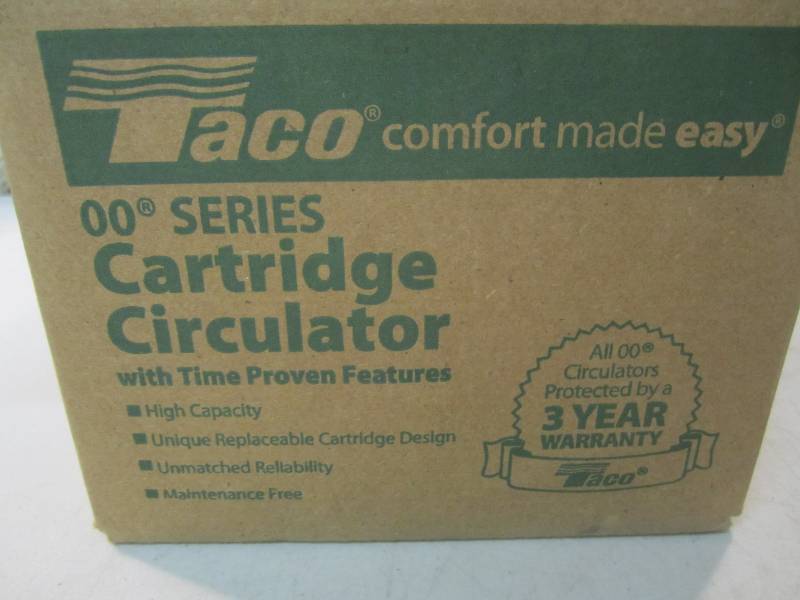 Taco® comfort made easy®
00® SERIES
Cartridge
Circulator
with Time Proven Features
■ High Capacity
■ Unique Replaceable Cartridge Design
■ Unmatched Reliability
■ Maintenance Free
All 00®
Circulators
Protected by a
3 YEAR
WARRANTY
Taco®